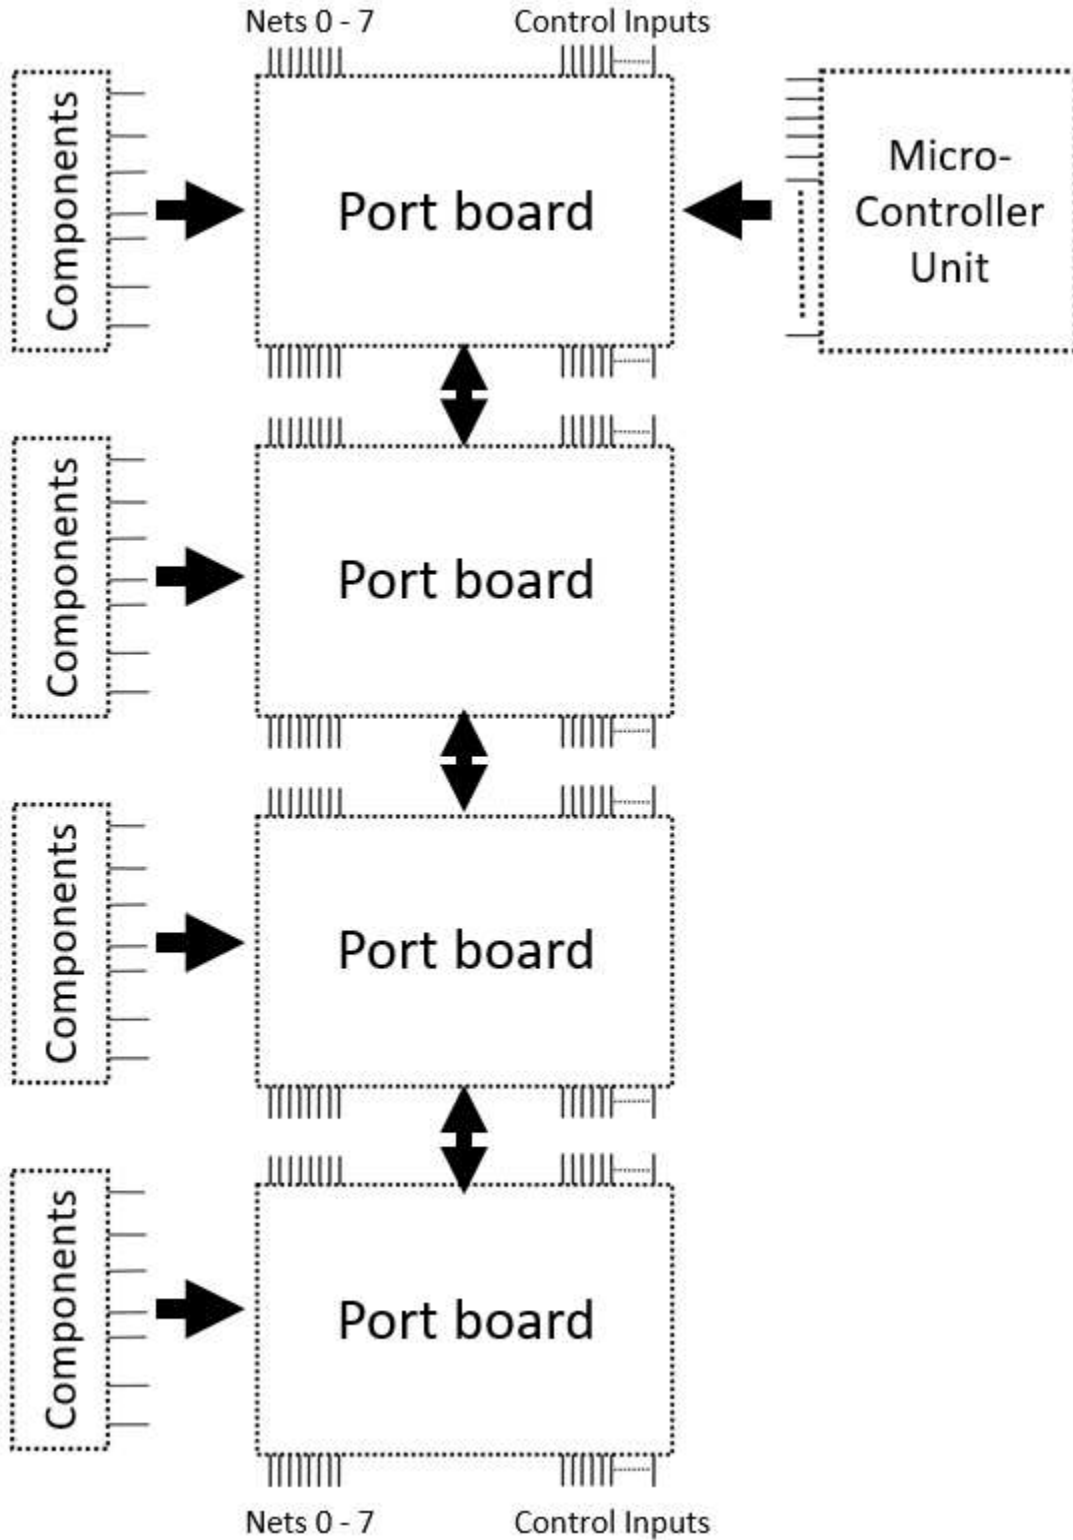 Nets 0 - 7
Control Inputs
Components
Port board
Micro-
Controller
Unit
Components
Port board
Components
Port board
Components
Port board
Nets 0 - 7
Control Inputs